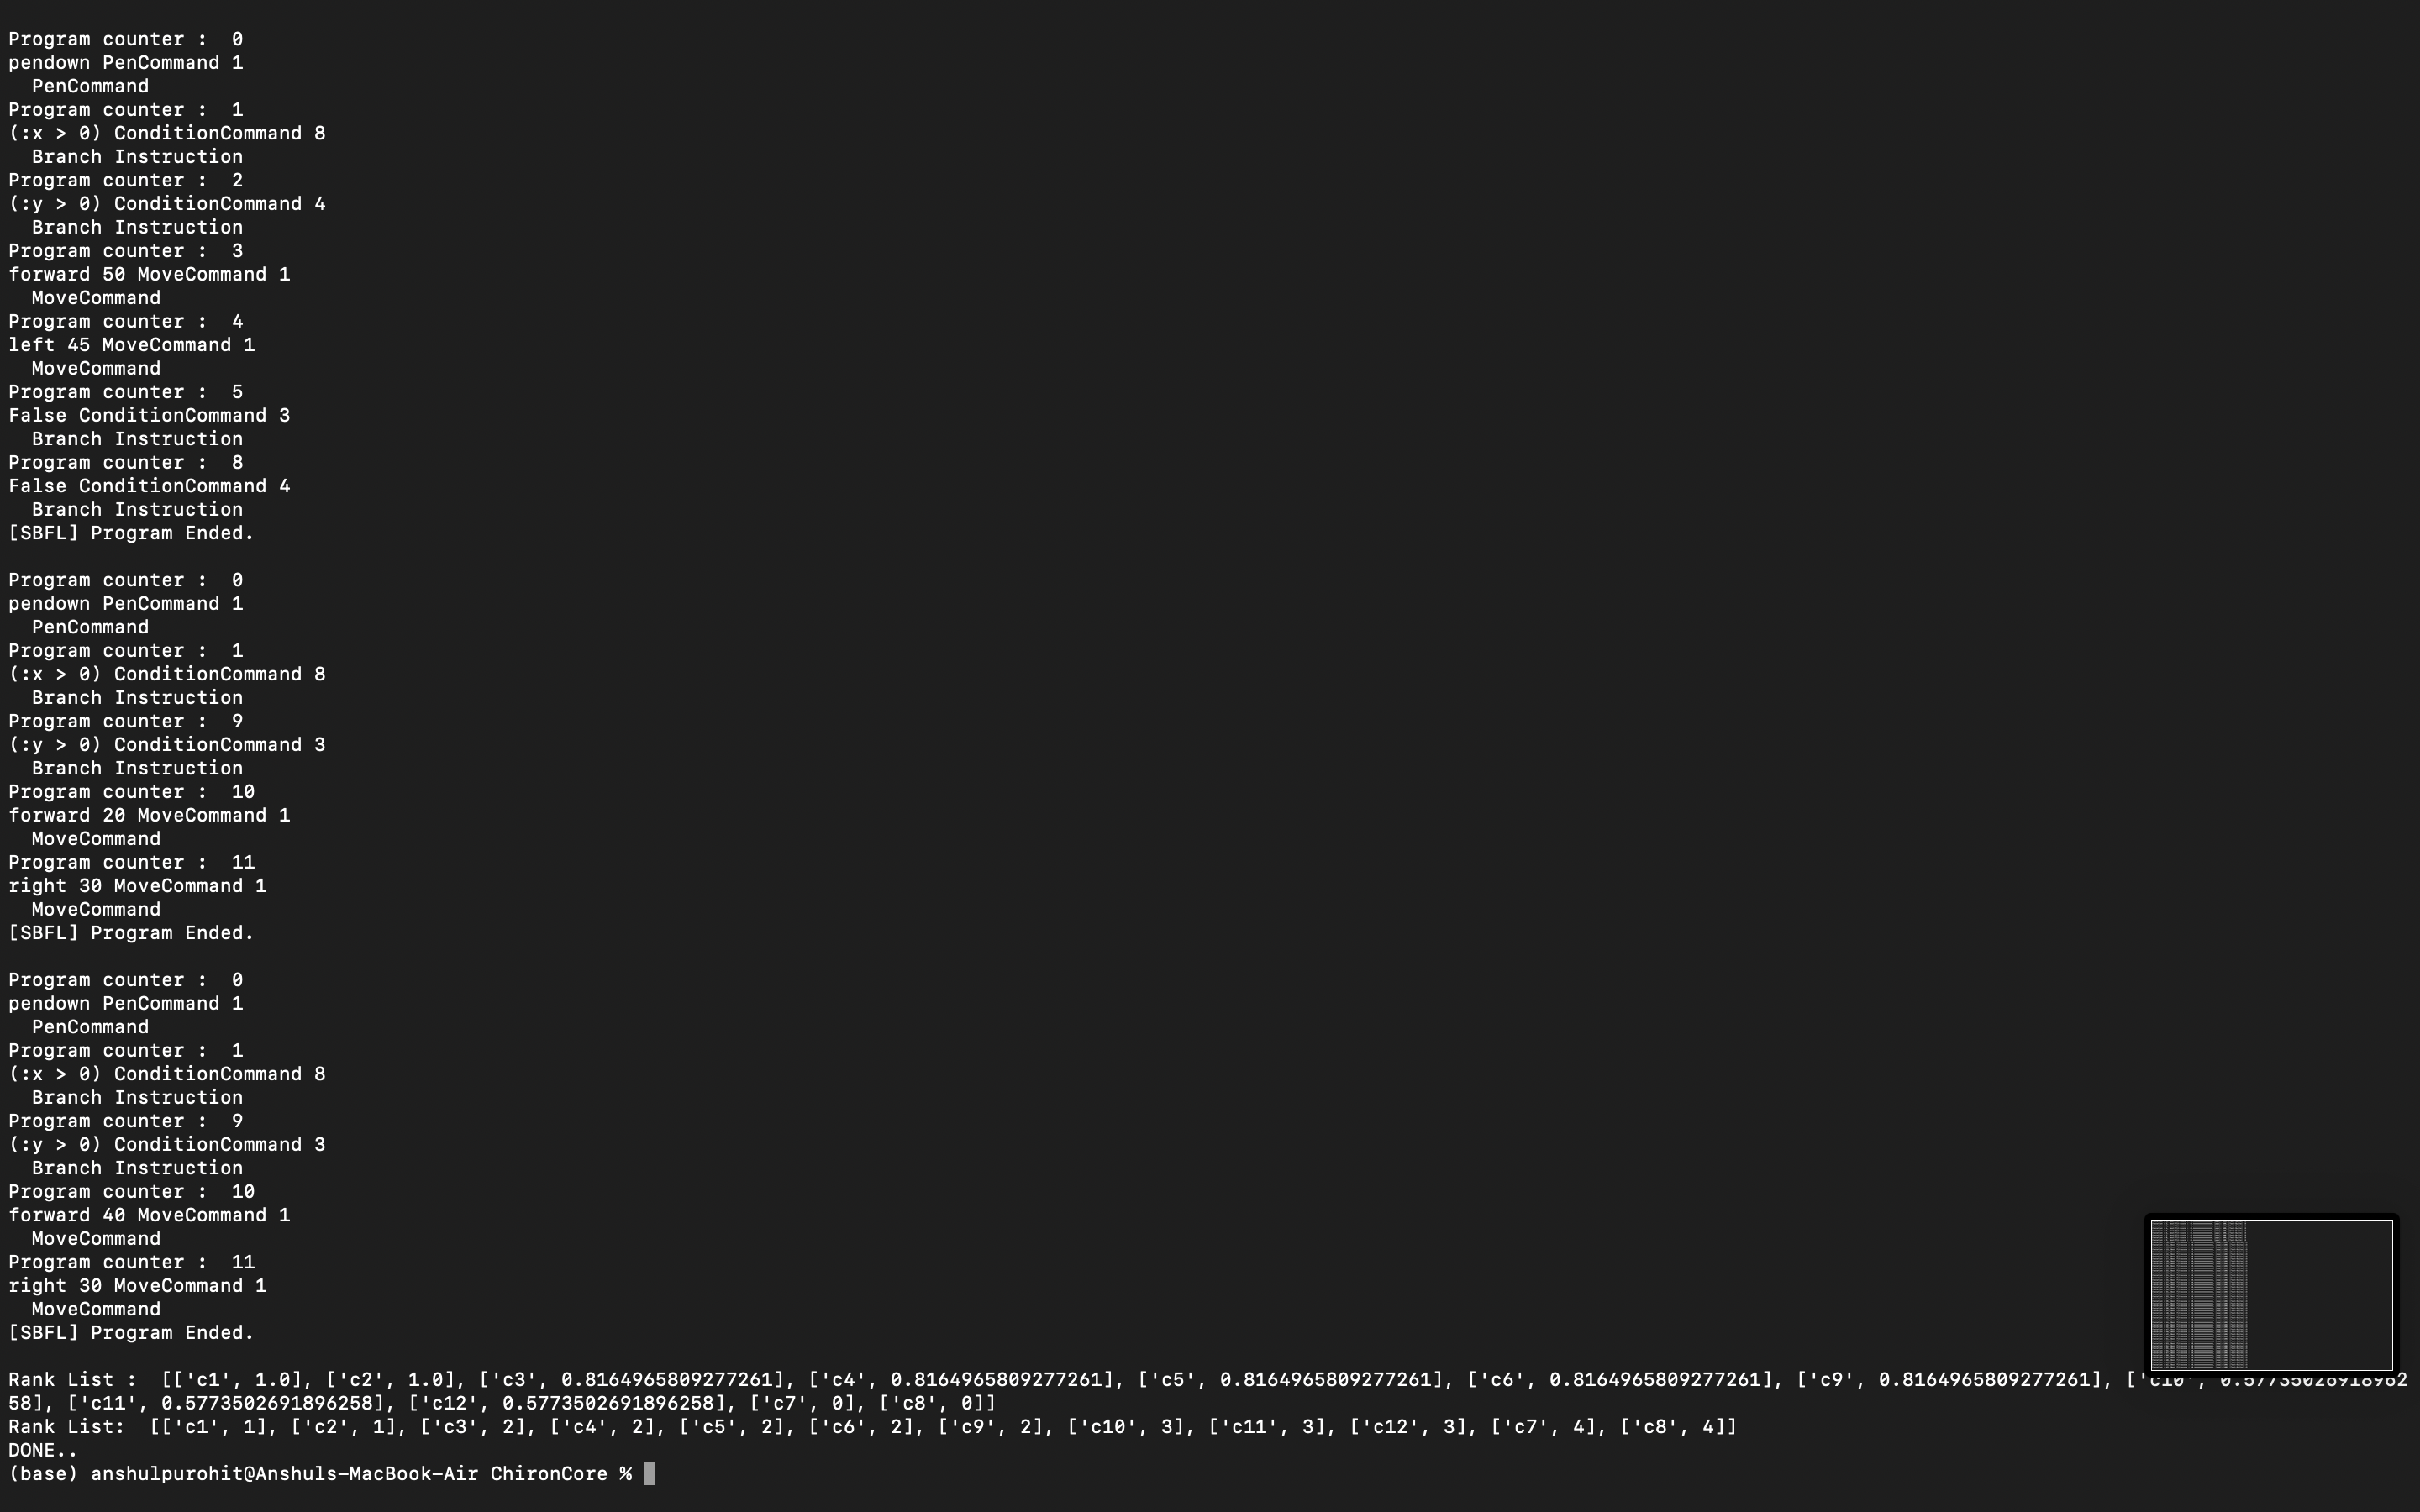 Program counter :  0
pendown PenCommand 1
  PenCommand
Program counter :  1
(:x > 0) ConditionCommand 8
  Branch Instruction
Program counter :  2
(:y > 0) ConditionCommand 4
  Branch Instruction
Program counter :  3
forward 50 MoveCommand 1
  MoveCommand
Program counter :  4
left 45 MoveCommand 1
  MoveCommand
Program counter :  5
False ConditionCommand 3
  Branch Instruction
Program counter :  8
False ConditionCommand 4
  Branch Instruction
[SBFL] Program Ended.

Program counter :  0
pendown PenCommand 1
  PenCommand
Program counter :  1
(:x > 0) ConditionCommand 8
  Branch Instruction
Program counter :  9
(:y > 0) ConditionCommand 3
  Branch Instruction
Program counter :  10
forward 20 MoveCommand 1
  MoveCommand
Program counter :  11
right 30 MoveCommand 1
  MoveCommand
[SBFL] Program Ended.

Program counter :  0
pendown PenCommand 1
  PenCommand
Program counter :  1
(:x > 0) ConditionCommand 8
  Branch Instruction
Program counter :  9
(:y > 0) ConditionCommand 3
  Branch Instruction
Program counter :  10
forward 40 MoveCommand 1
  MoveCommand
Program counter :  11
right 30 MoveCommand 1
  MoveCommand
[SBFL] Program Ended.

Rank List :  [['c1', 1.0], ['c2', 1.0], ['c3', 0.8164965809277261], ['c4', 0.8164965809277261], ['c5', 0.8164965809277261], ['c6', 0.8164965809277261], ['c9', 0.8164965809277261], ['c10', 0.57735026918962
58], ['c11', 0.5773502691896258], ['c12', 0.5773502691896258], ['c7', 0], ['c8', 0]]
Rank List:  [['c1', 1], ['c2', 1], ['c3', 2], ['c4', 2], ['c5', 2], ['c6', 2], ['c9', 2], ['c10', 3], ['c11', 3], ['c12', 3], ['c7', 4], ['c8', 4]]
DONE..
(base) anshulpurohit@Anshuls-MacBook-Air ChironCore %